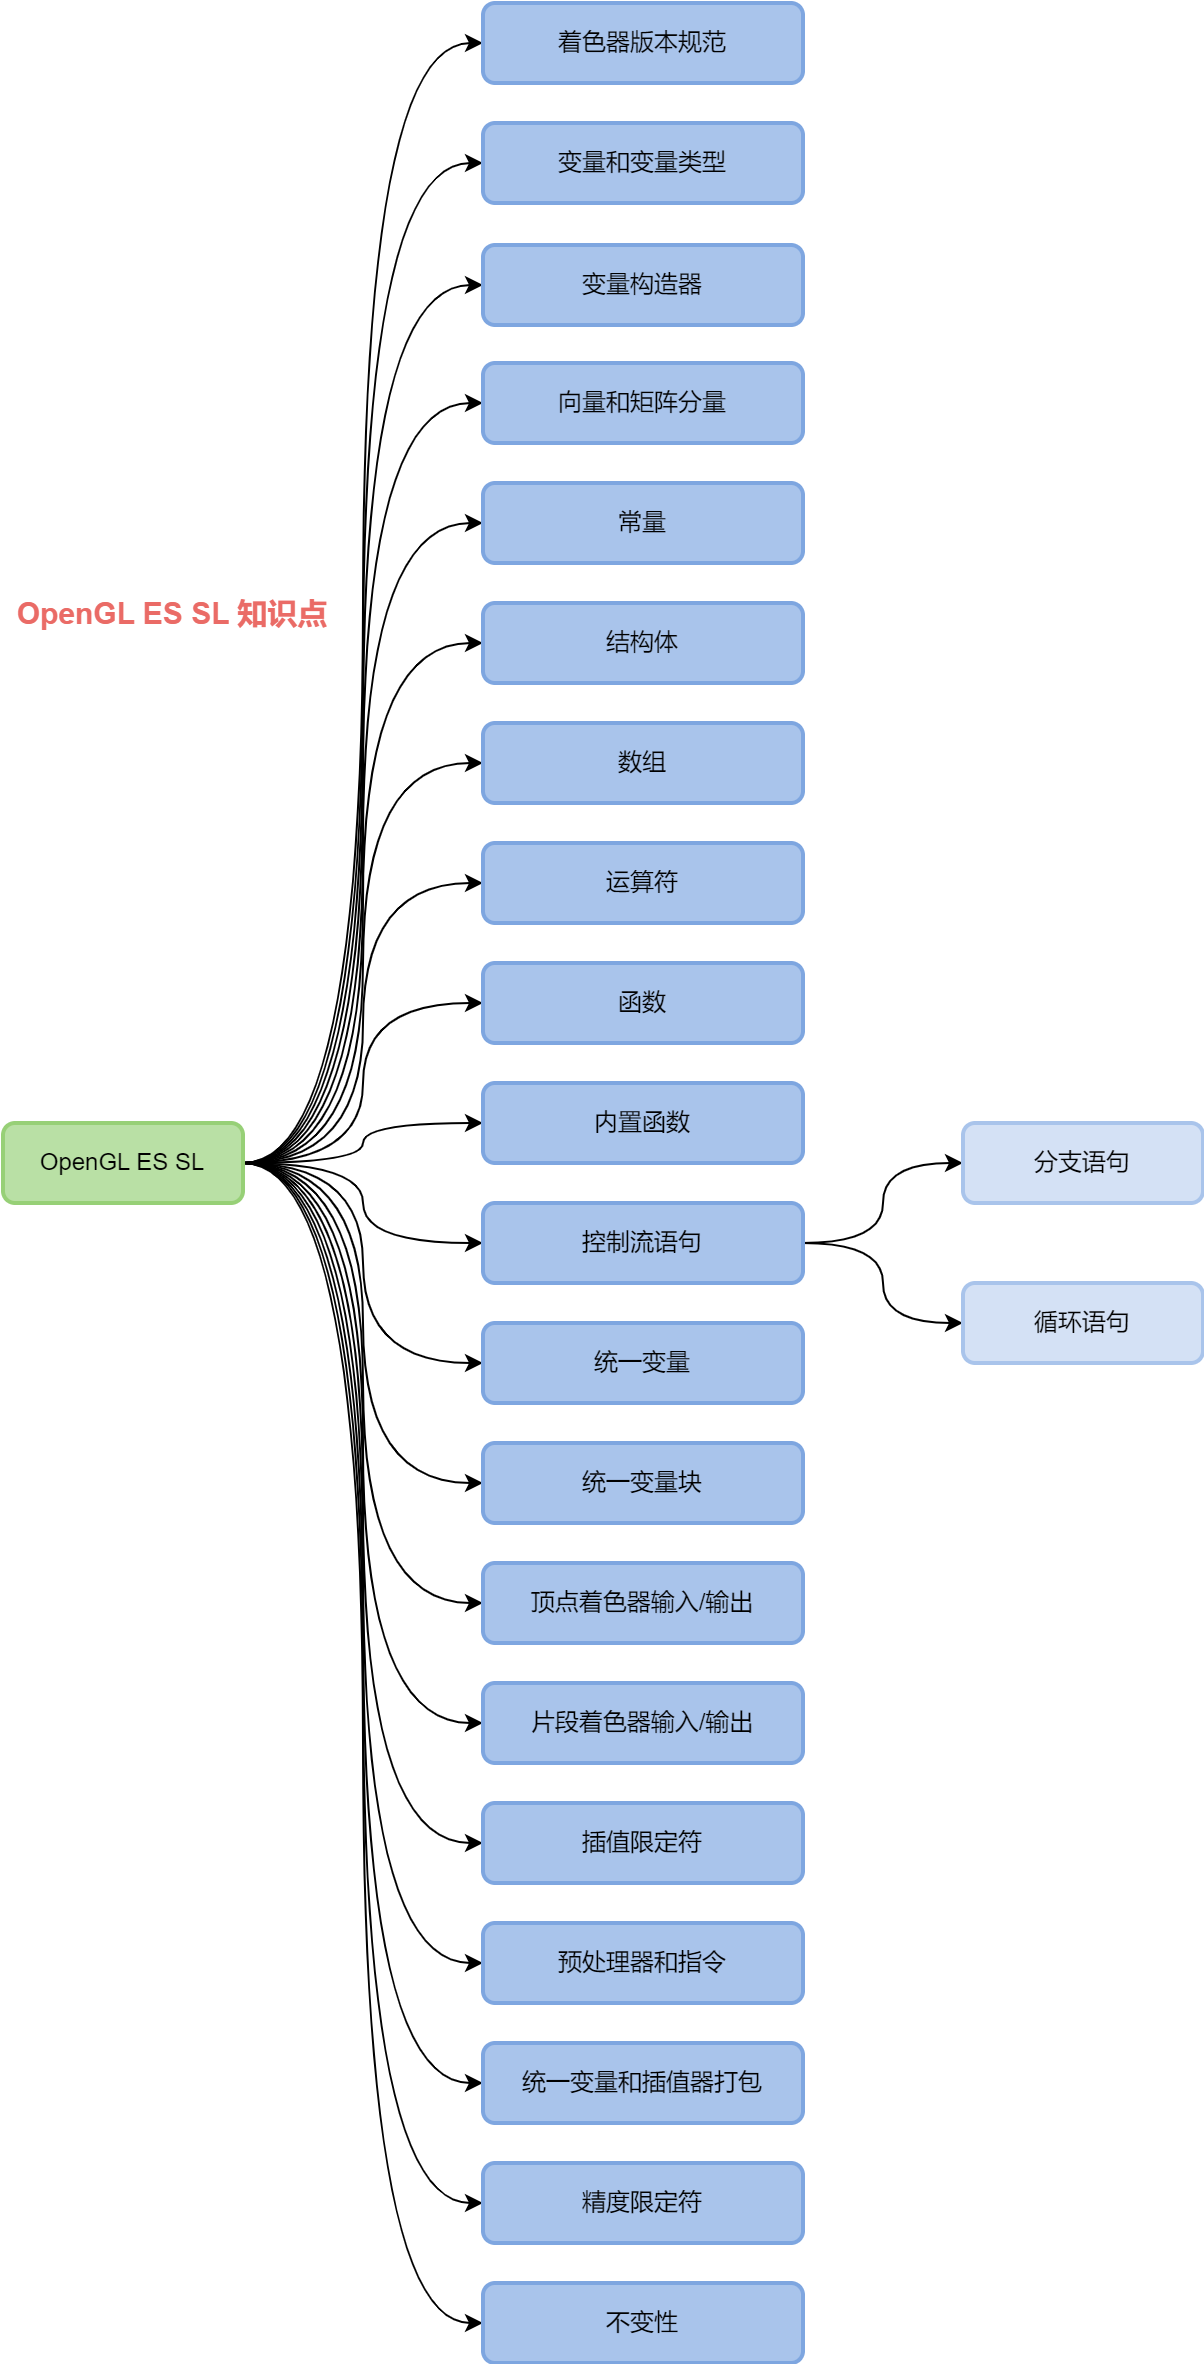 着色器版本规范
变量和变量类型
变量构造器
向量和矩阵分量
常量
OpenGL ES SL 知识点
结构体
数组
运算符
函数
内置函数
OpenGL ES SL
分支语句
控制流语句
循环语句
统一变量
统一变量块
顶点着色器输入/输出
片段着色器输入/输出
插值限定符
预处理器和指令
统一变量和插值器打包
精度限定符
不变性